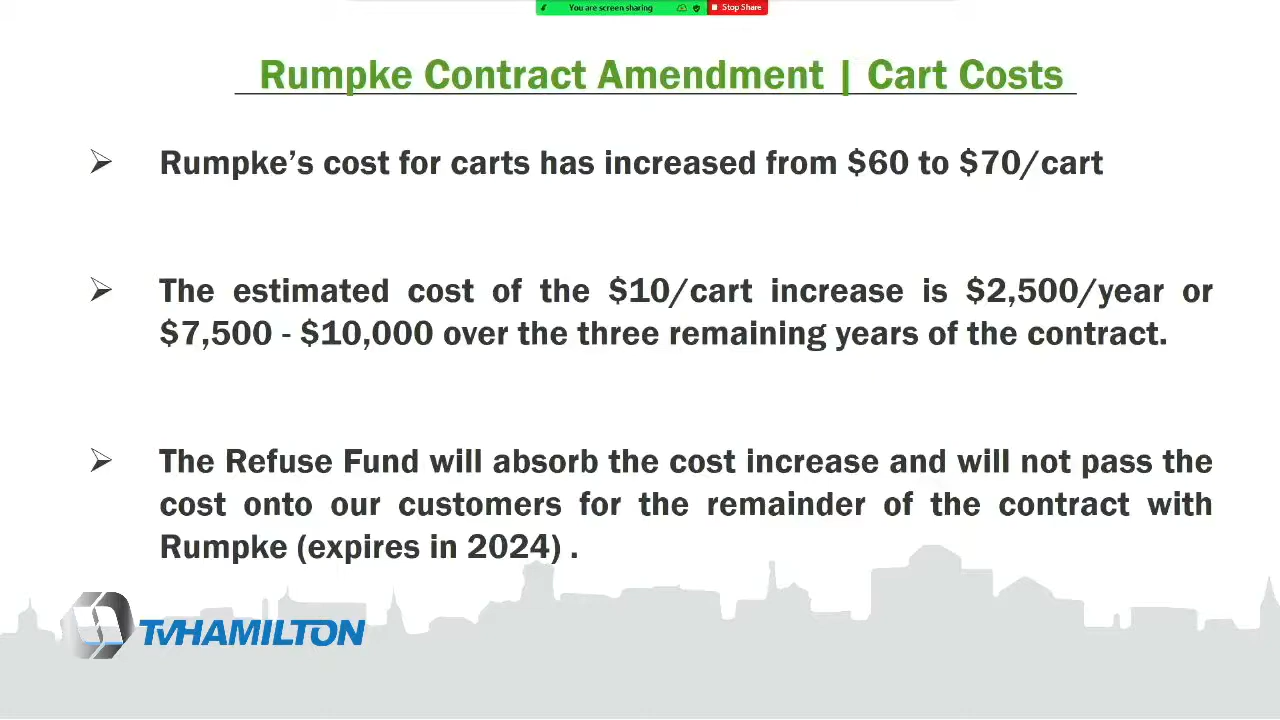 You are screen sharing Stop Share
Rumpke Contract Amendment | Cart Costs
Rumpke’s cost for carts has increased from $60 to $70/cart
The estimated cost of the $10/cart increase is $2,500/year or
$7,500 - $10,000 over the three remaining years of the contract.
The Refuse Fund will absorb the cost increase and will not pass the
cost onto our customers for the remainder of the contract with
Rumpke (expires in 2024) .
TVHAMILTON